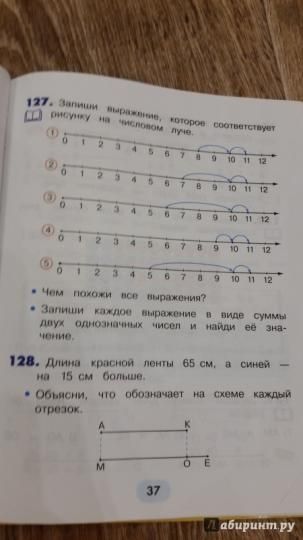 127. Запиши выражение, которое соответствует
рисунку на числовом луче.
1
0 1 2 3 4 5 6 7 8 9 10 11 12
2
0 1 2 3 4 5 6 7 8 9 10 11 12
3
0 1 2 3 4 5 6 7 8 9 10 11 12
4
0 1 2 3 4 5 6 7 8 9 10 11 12
5
0 1 2 3 4 5 6 7 8 9 10 11 12
• Чем похожи все выражения?
• Запиши каждое выражение в виде суммы
двух однозначных чисел и найди её зна-
чение.
128. Длина красной ленты 65 см, а синей —
на 15 см больше.
• Объясни, что обозначает на схеме каждый
отрезок.
А К
М О Е
37
Лабиринт.ру